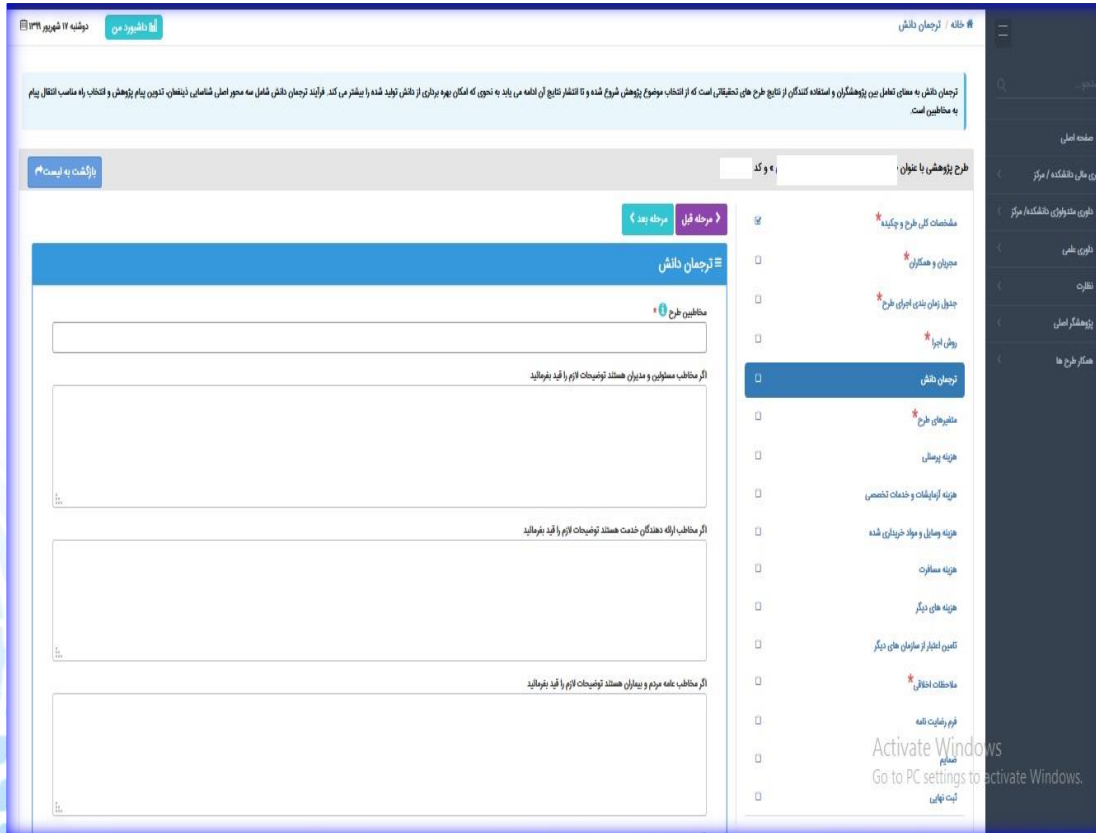 خانه / ترجمان دانش
داشبورد من
دوشنبه ۱۷ شهریور ۱۳۹۹
ترجمان دانش به معنای تعامل بین پژوهشگران و استفاده کنندگان از نتایج طرح های تحقیقاتی است که از انتخاب موضوع پژوهش شروع شده و تا انتشار نتایج آن ادامه می یابد به نحوی که امکان بهره برداری از دانش تولید شده را بیشتر می کند. فرآیند ترجمان دانش شامل سه محور اصلی شناسایی ذینفعان، تدوین پیام پژوهش و انتخاب راه مناسب انتقال پیام
به مخاطبین است.
طرح پژوهشی با عنوان
» و کد
بازگشت به لیست
صفحه اصلی
ری مالی دانشکده / مرکز
داوری متدولوژی دانشکده/ مرکز
داوری علمی
نظارت
پژوهشگر اصلی
همکار طرح ها
مشخصات کلی طرح و چکیده*
مجریان و همکاران*
جدول زمان بندی اجرای طرح*
روش اجرا *
ترجمان دانش
متغیرهای طرح*
هزینه پرسنلی
هزینه آزمایشات و خدمات تخصصی
هزینه وسایل و مواد خریداری شده
هزینه مسافرت
هزینه های دیگر
تامین اعتبار از سازمان های دیگر
ملاحظات اخلاقی*
فرم رضایت نامه
ضمایم
ثبت نهایی
مرحله قبل
مرحله بعد
ترجمان دانش
مخاطبین طرح *
اگر مخاطب مسئولین و مدیران هستند توضیحات لازم را قید بفرمائید
اگر مخاطب ارائه دهندگان خدمت هستند توضیحات لازم را قید بفرمائید
اگر مخاطب عامه مردم و بیماران هستند توضیحات لازم را قید بفرمائید
Activate Windows
Go to PC settings to activate Windows.